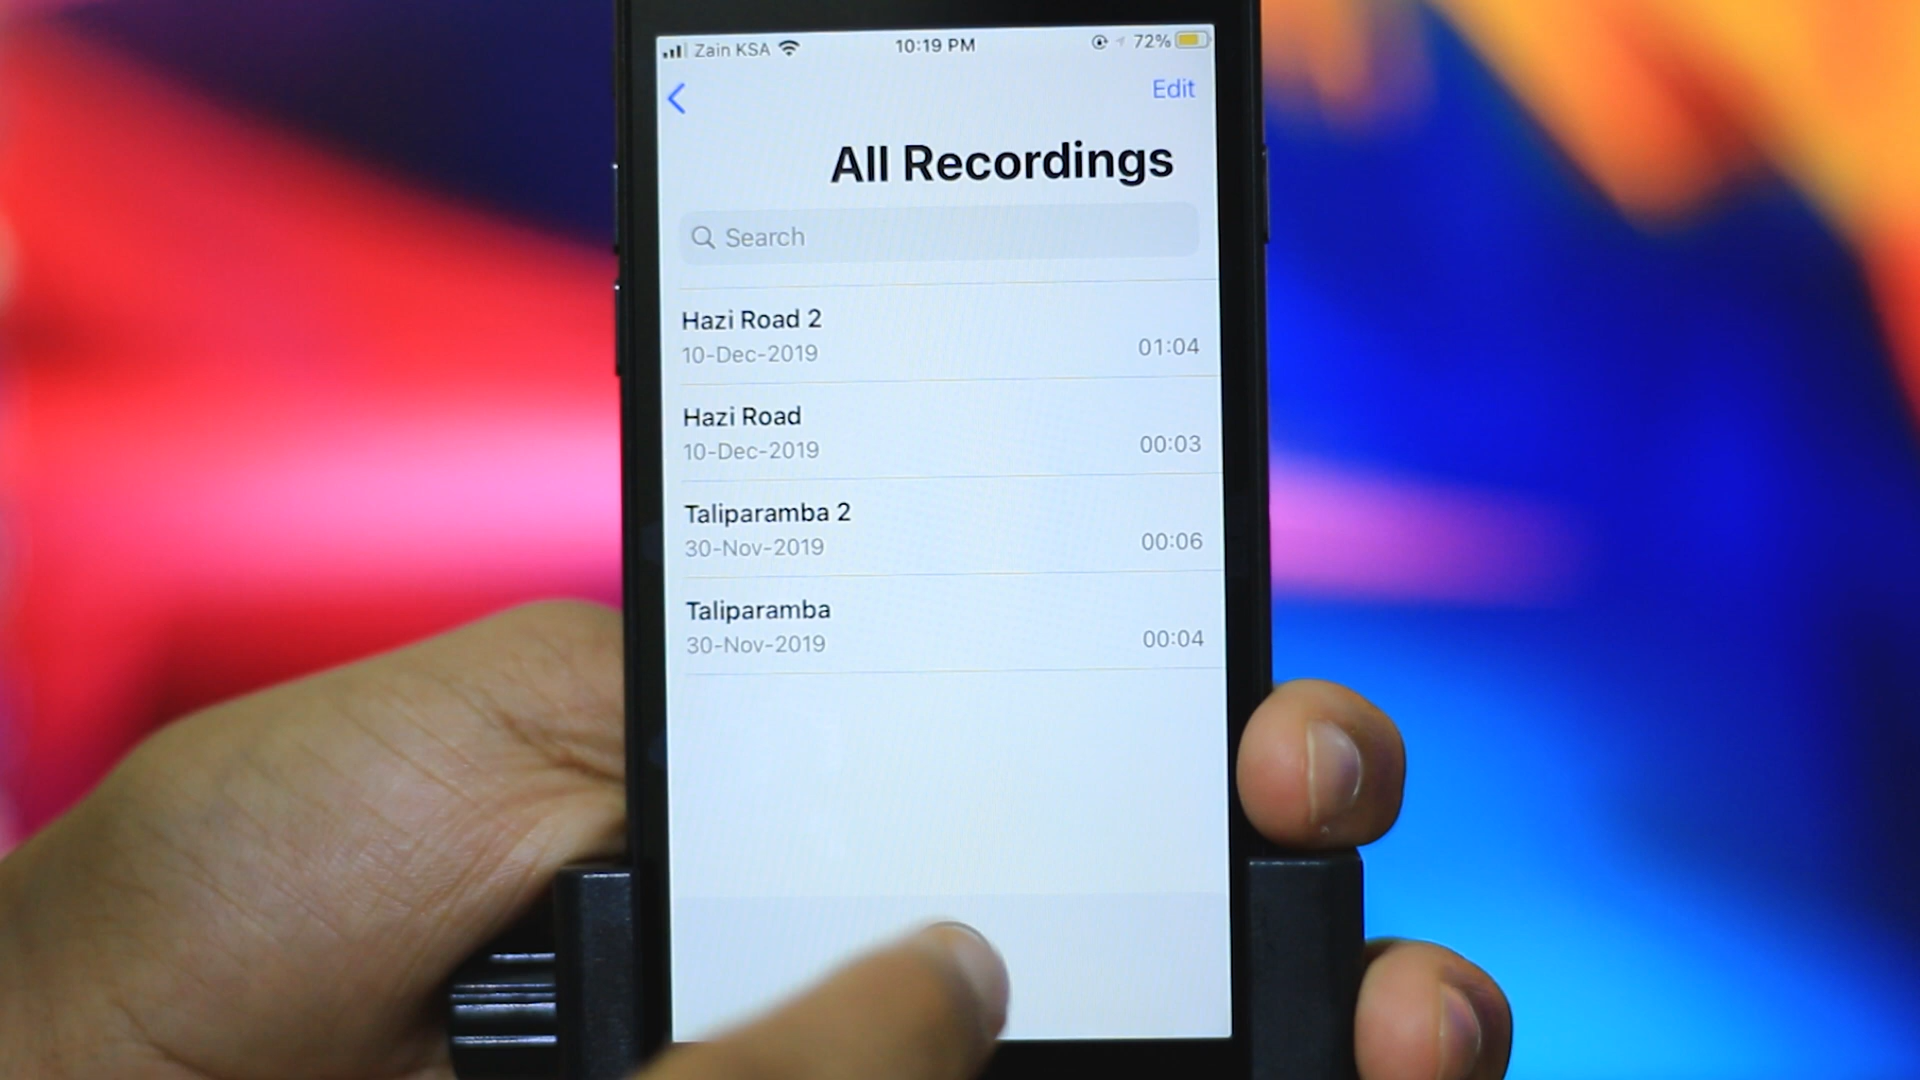 Zain KSA 10:19 PM 72%
Edit
All Recordings
Search
Hazi Road 2
10-Dec-2019 01:04
Hazi Road
10-Dec-2019 00:03
Taliparamba 2
30-Nov-2019 00:06
Taliparamba
30-Nov-2019 00:04